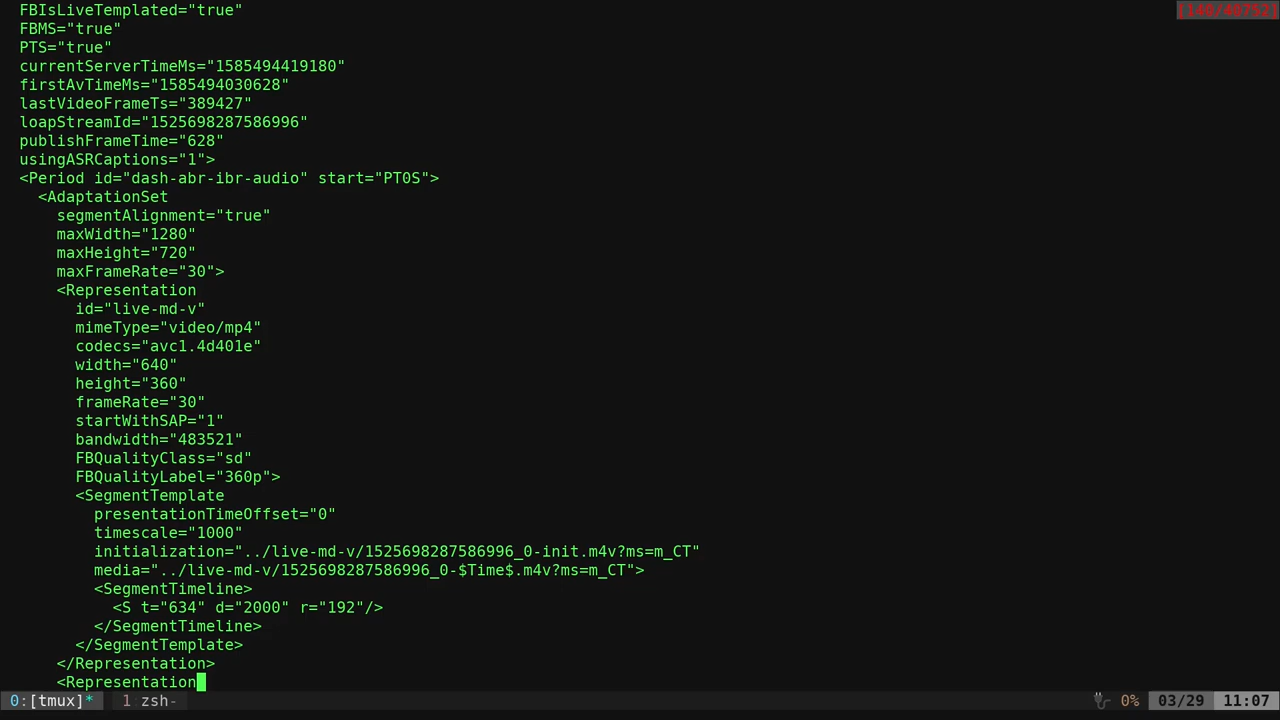 FBIsLiveTemplated="true" [140/40752]
FBMS="true"
PTS="true"
currentServerTimeMs="1585494419180"
firstAvTimeMs="1585494030628"
lastVideoFrameTs="389427"
loapStreamId="1525698287586996"
publishFrameTime="628"
usingASRCaptions="1">
<Period id="dash-abr-ibr-audio" start="PT0S">
<AdaptationSet
segmentAlignment="true"
maxWidth="1280"
maxHeight="720"
maxFrameRate="30">
<Representation
id="live-md-v"
mimeType="video/mp4"
codecs="avc1.4d401e"
width="640"
height="360"
frameRate="30"
startWithSAP="1"
bandwidth="483521"
FBQualityClass="sd"
FBQualityLabel="360p">
<SegmentTemplate
presentationTimeOffset="0"
timescale="1000"
initialization="../live-md-v/1525698287586996_0-init.m4v?ms=m_CT"
media="../live-md-v/1525698287586996_0-$Time$.m4v?ms=m_CT">
<SegmentTimeline>
<S t="634" d="2000" r="192"/>
</SegmentTimeline>
</SegmentTemplate>
</Representation>
<Representation
0:[tmux]* 1 zsh- 0% 03/29 11:07